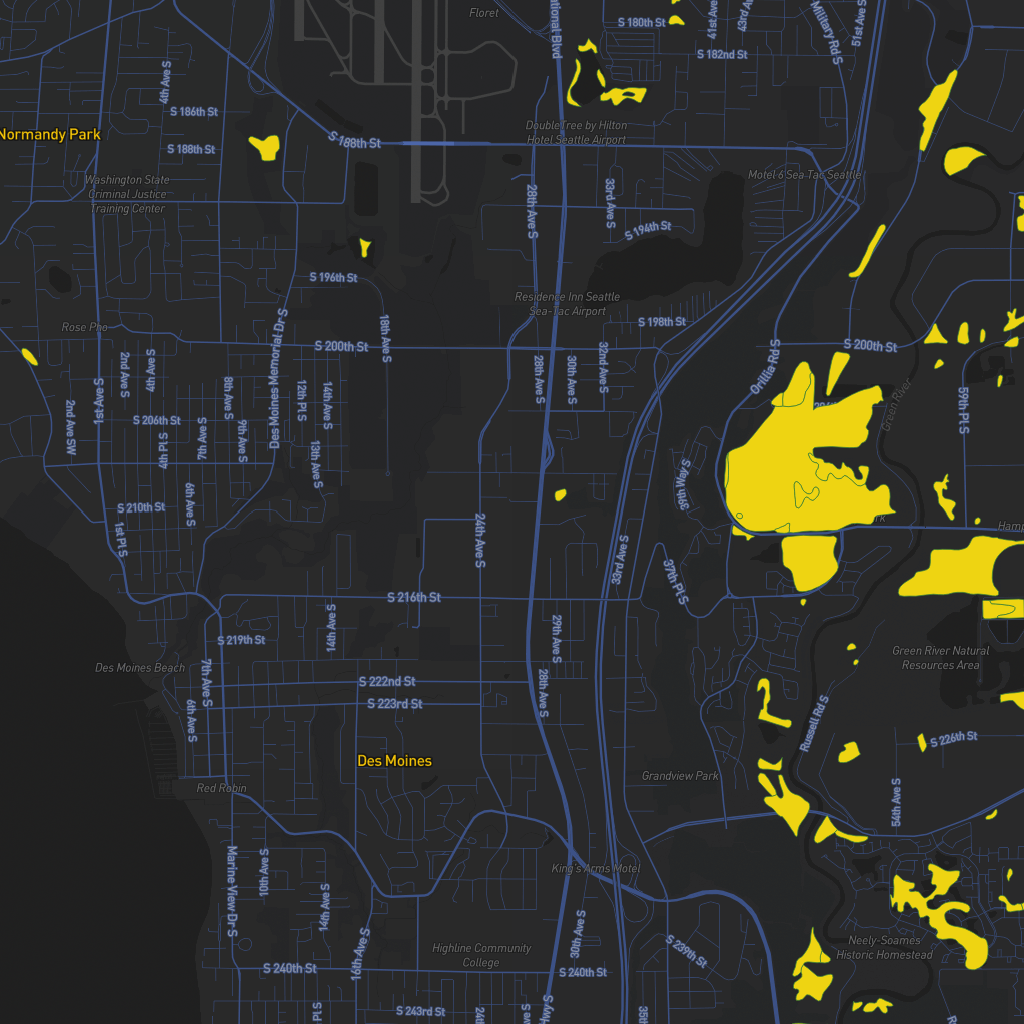 Floret
S 180th St
41st Ave S
43rd A
Military Rd S
51st Ave S
ational Blvd
S 182nd St
4th Ave S
S 186th St
DoubleTree by Hilton
Hotel Seattle Airport
Normandy Park
S 188th St
S 188th St
Washington State
Criminal Justice
Training Center
Motel 6 Sea-Tac Seattle
28th Ave S
33rd Ave S
S 194th St
S 196th St
Residence Inn Seattle
Sea-Tac Airport
S 198th St
Rose Pho
18th Ave S
Des Moines Memorial Dr S
S 200th St
S 200th St
Orillia Rd S
2nd Ave S
4th Ave S
28th Ave S
30th Ave S
32nd Ave S
1st Ave S
8th Ave S
12th Pl S
14th Ave S
Green River
59th Pl S
2nd Ave SW
S 206th St
4th Pl S
7th Ave S
9th Ave S
13th Ave S
39th Way S
6th Ave S
S 210th St
1st Pl S
24th Ave S
33rd Ave S
37th Pl S
Ham
S 216th St
14th Ave S
S 219th St
29th Ave S
Des Moines Beach
7th Ave S
Green River Natural
Resources Area
S 222nd St
28th Ave S
6th Ave S
S 223rd St
Russell Rd S
S 226th St
Des Moines
Grandview Park
Red Robin
54th Ave S
King's Arms Motel
Marine View Dr S
10th Ave S
14th Ave S
16th Ave S
30th Ave S
S 239th St
Highline Community
College
Neely-Soames
Historic Homestead
S 240th St
S 240th St
Pl S
S 243rd St
24t
ve S
Hwy S
35t
R